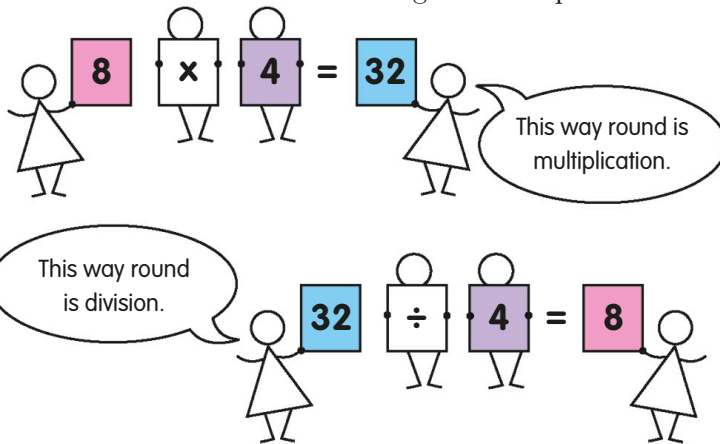 8 × 4 = 32
This way round is
multiplication.
This way round
is division.
32 ÷ 4 = 8